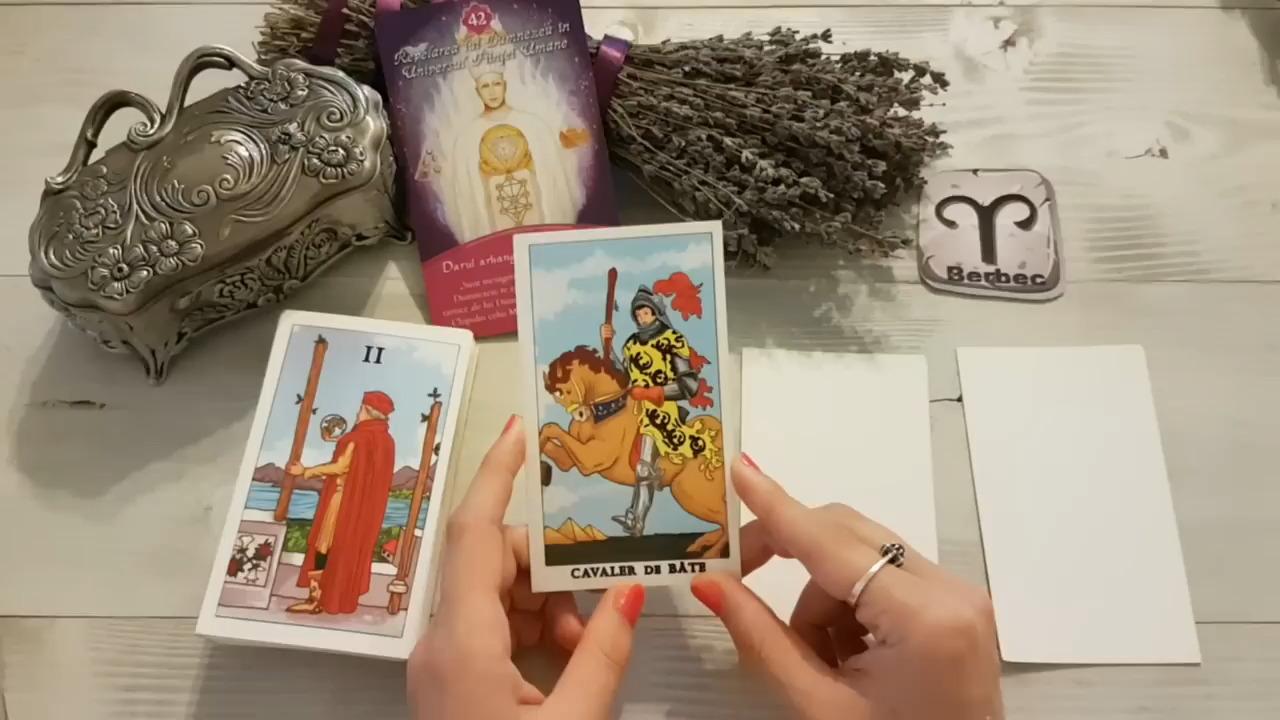 42
Revelarea lui Dumnezeu în
Universul Ființei Umane
Darul arhang
Berbec
II
CAVALER DE BÂTE